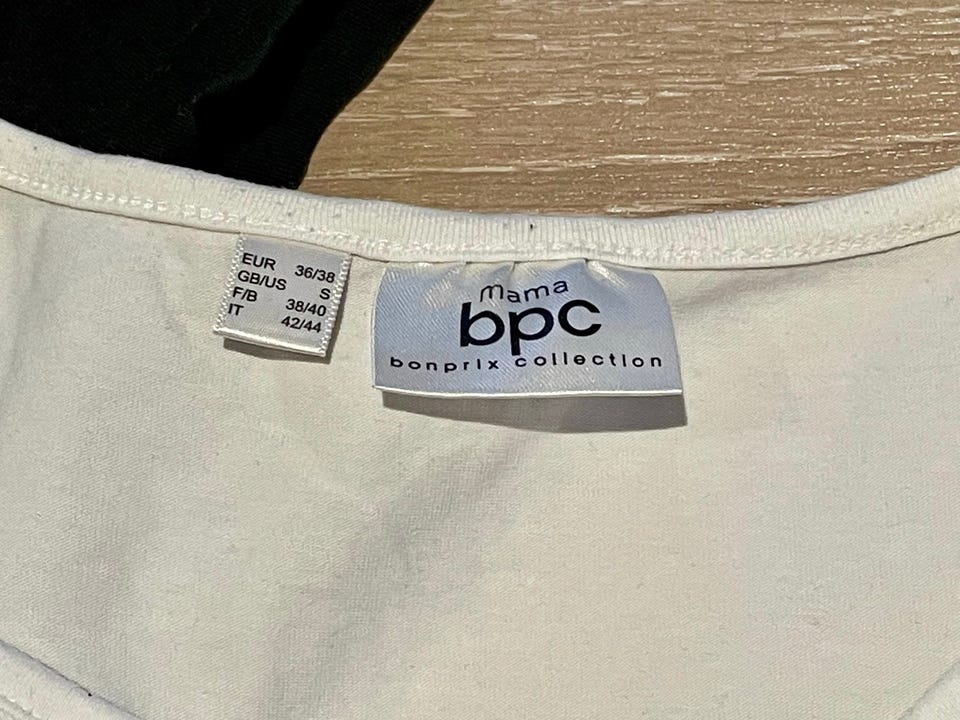 EUR 36/38
GB/US S
F/B 38/40
IT 42/44
mama
bpc
bonprix collection